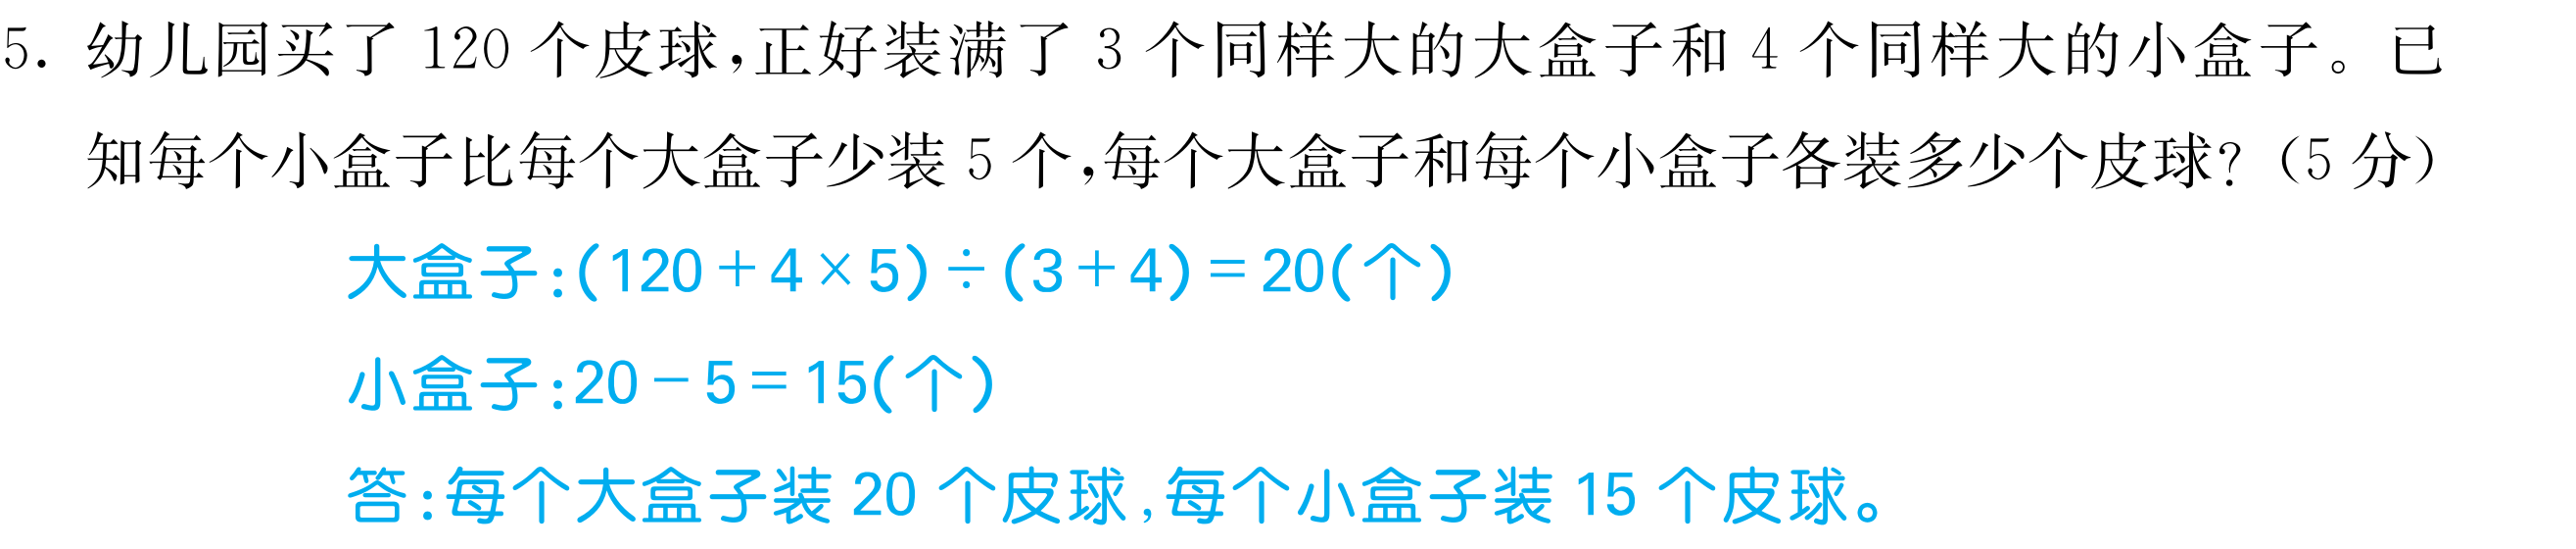 5. 幼儿园买了 120 个皮球,正好装满了 3 个同样大的大盒子和 4 个同样大的小盒子。已
知每个小盒子比每个大盒子少装 5 个,每个大盒子和每个小盒子各装多少个皮球?(5 分)
大盒子:(120+4×5)÷(3+4)=20(个)
小盒子:20-5=15(个)
答:每个大盒子装 20 个皮球,每个小盒子装 15 个皮球。